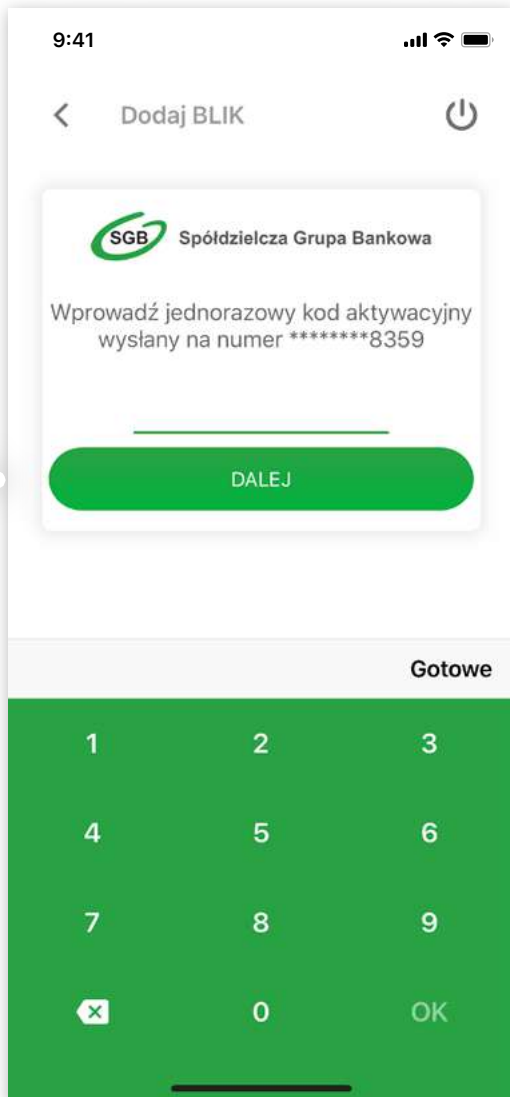 9:41
Dodaj BLIK
SGB Spółdzielcza Grupa Bankowa
Wprowadź jednorazowy kod aktywacyjny
wysłany na numer ********8359
DALEJ
Gotowe
1 2 3
4 5 6
7 8 9
0 OK